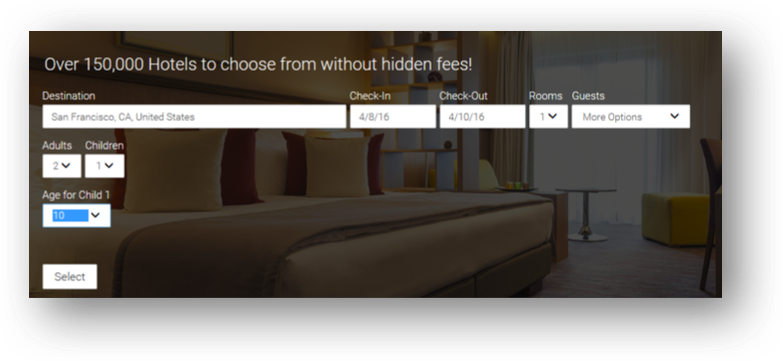 Over 150,000 Hotels to choose from without hidden fees!
Destination Check-In Check-Out Rooms Guests
San Francisco, CA, United States 4/8/16 4/10/16 1 More Options
Adults Children
2 1
Age for Child 1
10
Select